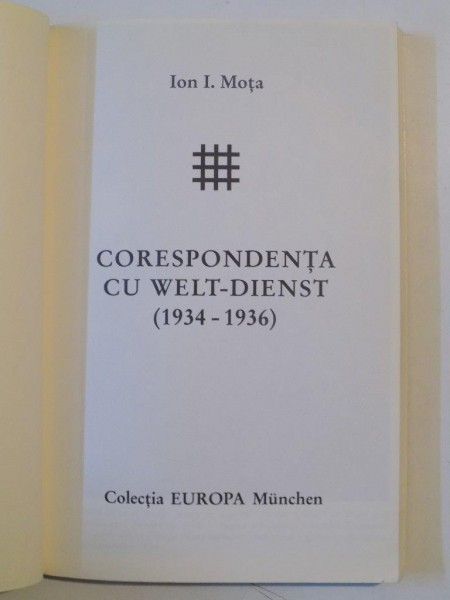 Ion I. Moța
CORESPONDENȚA
CU WELT-DIENST
(1934 - 1936)
Colecția EUROPA München